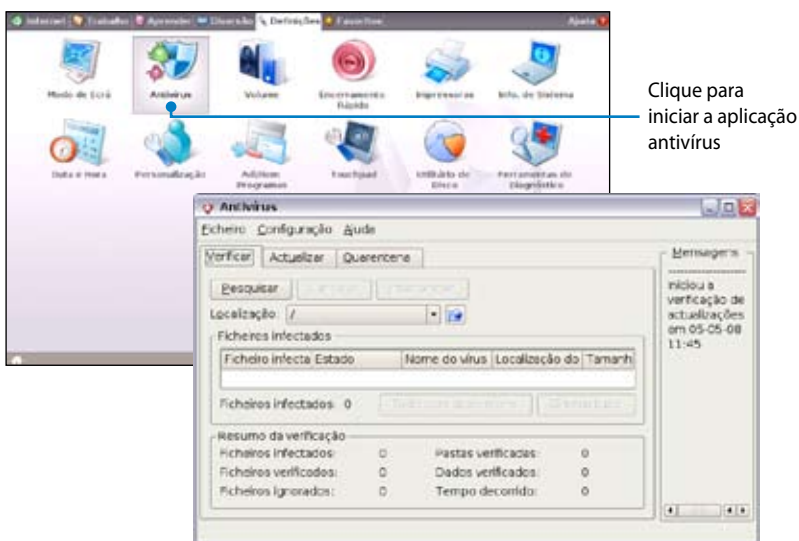 Internet Trabalho Aprender Diversão Definições Favoritos Ajuda
Modo de Ecrã Antivírus Volume Encerramento Rápido Impressoras Info. de Sistema
Data e Hora Personalização Add/Rem Programas Touchpad Utilitário de Disco Ferramentas de Diagnóstico
Clique para
iniciar a aplicação
antivírus
Antivírus
Ficheiro Configuração Ajuda
Verificar Actualizar Quarentena
Pesquisar
Localização: /
Ficheiros infectados
Ficheiro infecta Estado Nome do vírus Localização do Tamanh
Ficheiros infectados: 0
Resumo da verificação
Ficheiros infectados: 0 Pastas verificadas: 0
Ficheiros verificados: 0 Dados verificados: 0
Ficheiros ignorados: 0 Tempo decorrido: 0
Mensagens
Iniciou a
verificação de
actualizações
em 05-05-08
11:45